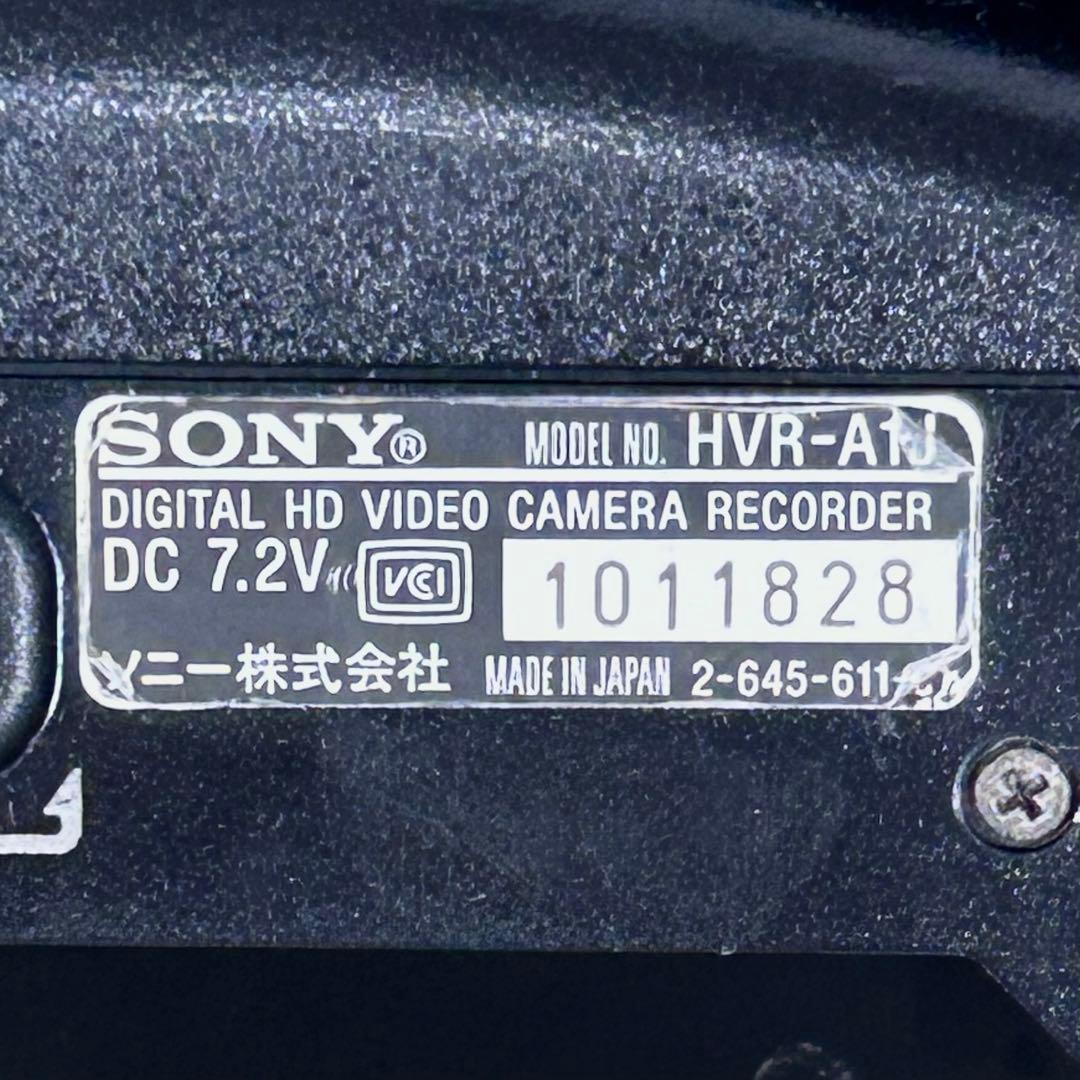 SONY® MODEL NO. HVR-A1J
DIGITAL HD VIDEO CAMERA RECORDER
DC 7.2V VCCI 1011828
ソニー株式会社 MADE IN JAPAN 2-645-611-